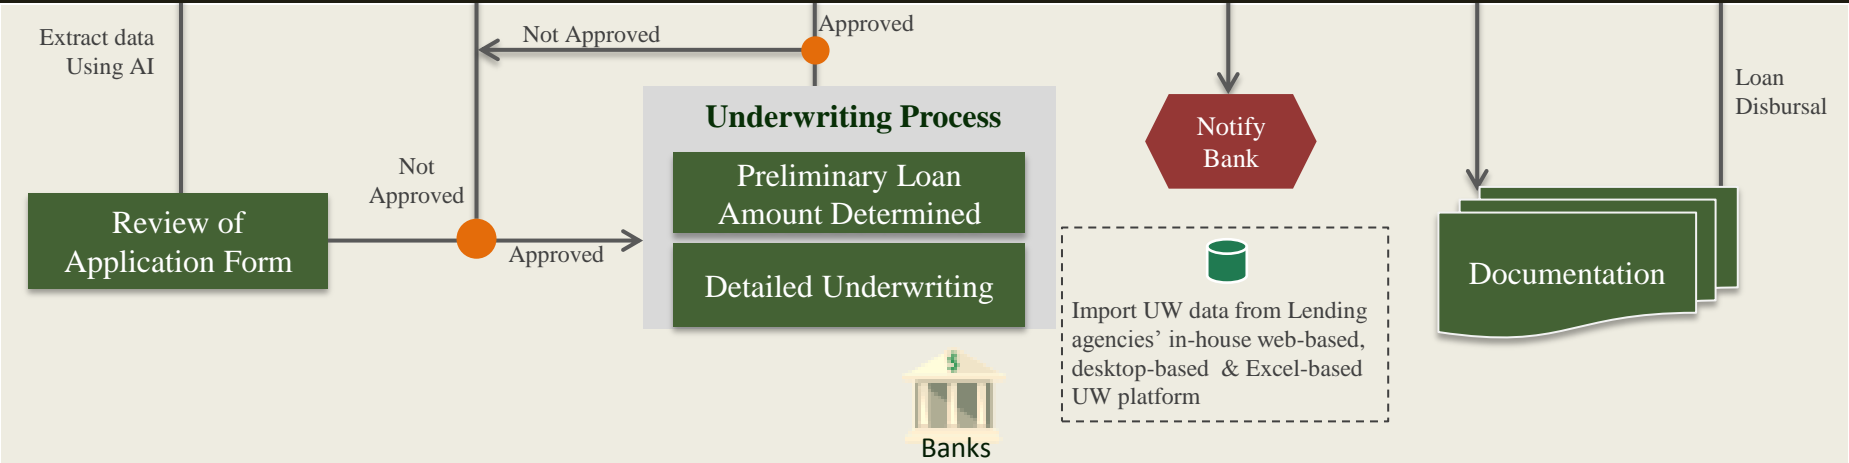 Extract data
Using AI
Not Approved
Approved
Loan
Disbursal
Underwriting Process
Notify
Bank
Not
Approved
Preliminary Loan
Amount Determined
Review of
Application Form
Approved
Detailed Underwriting
Documentation
Import UW data from Lending
agencies’ in-house web-based,
desktop-based & Excel-based
UW platform
$
Banks